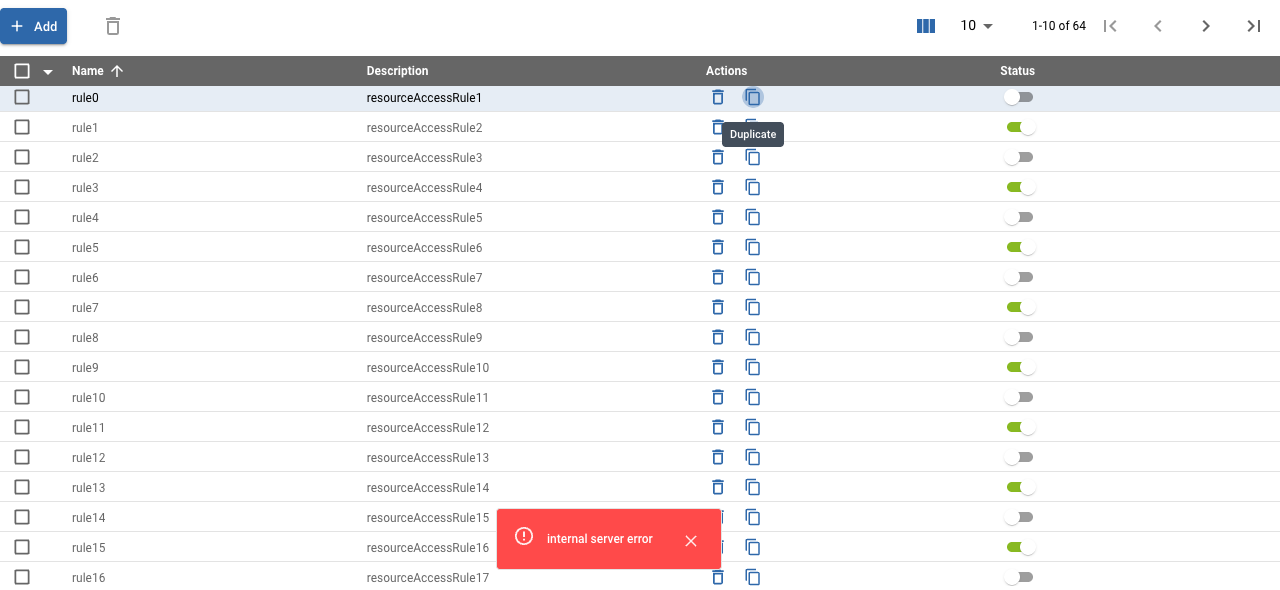 Add
10
1-10 of 64
Name Description Actions Status
rule0 resourceAccessRule1
rule1 resourceAccessRule2
Duplicate
rule2 resourceAccessRule3
rule3 resourceAccessRule4
rule4 resourceAccessRule5
rule5 resourceAccessRule6
rule6 resourceAccessRule7
rule7 resourceAccessRule8
rule8 resourceAccessRule9
rule9 resourceAccessRule10
rule10 resourceAccessRule11
rule11 resourceAccessRule12
rule12 resourceAccessRule13
rule13 resourceAccessRule14
rule14 resourceAccessRule15
internal server error
rule15 resourceAccessRule16
rule16 resourceAccessRule17